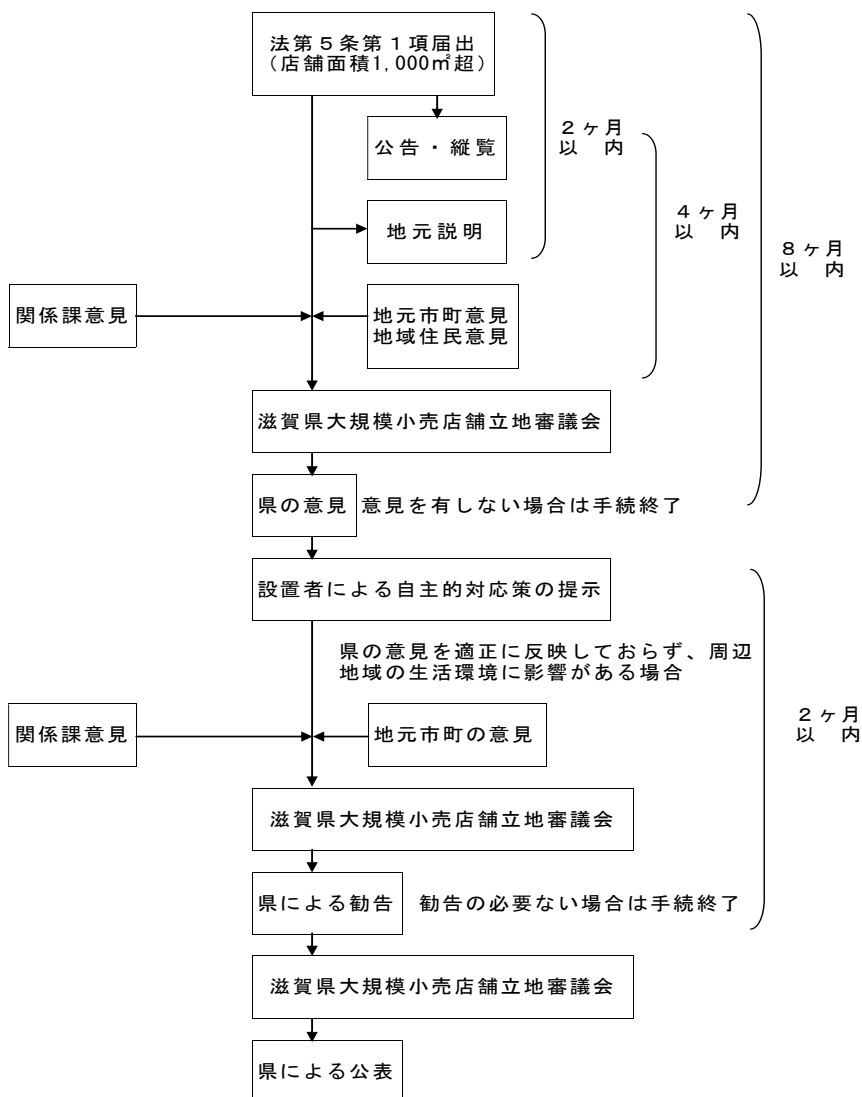 法第５条第１項届出
（店舗面積1,000㎡超）
公告・縦覧
２ヶ月
以　内
地元説明
４ヶ月
以　内
８ヶ月
以　内
関係課意見
地元市町意見
地域住民意見
滋賀県大規模小売店舗立地審議会
県の意見
意見を有しない場合は手続終了
設置者による自主的対応策の提示
県の意見を適正に反映しておらず、周辺
地域の生活環境に影響がある場合
関係課意見
地元市町の意見
２ヶ月
以　内
滋賀県大規模小売店舗立地審議会
県による勧告
勧告の必要ない場合は手続終了
滋賀県大規模小売店舗立地審議会
県による公表